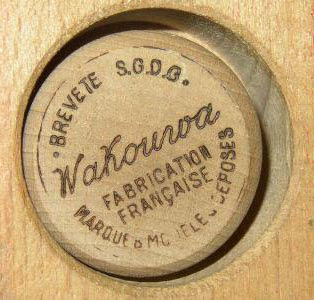 BREVETE S.G.D.G.
Wakouwa
FABRICATION
FRANÇAISE
MARQUE & MODELES DEPOSES